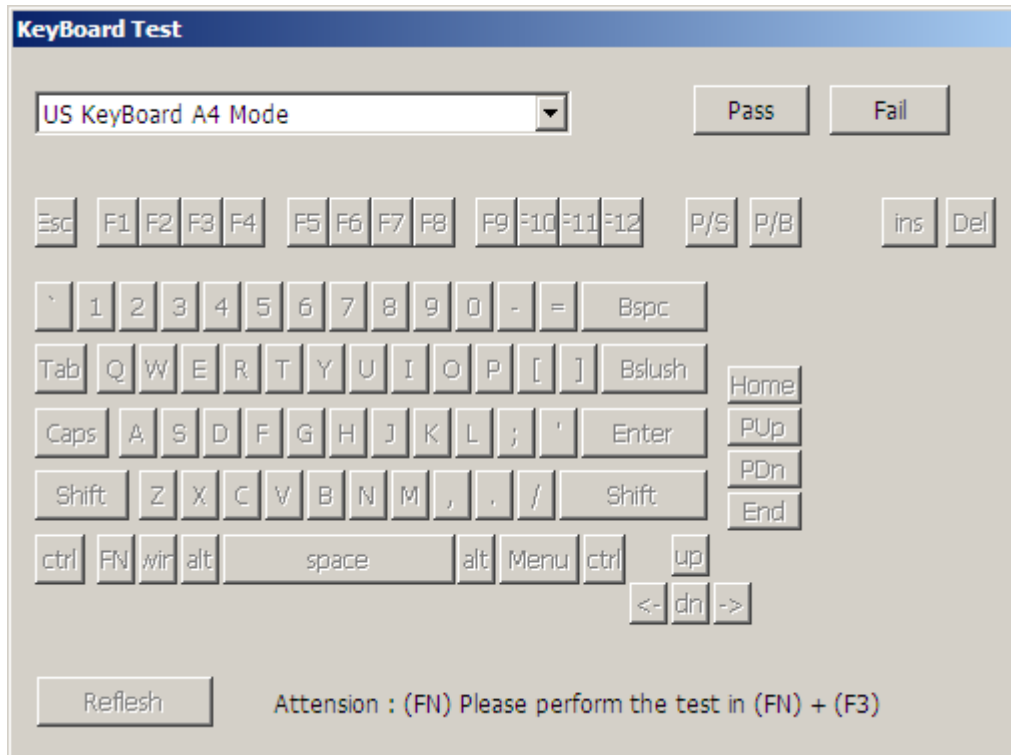 KeyBoard Test
US KeyBoard A4 Mode Pass Fail
Esc F1 F2 F3 F4 F5 F6 F7 F8 F9 F10 F11 F12 P/S P/B ins Del
` 1 2 3 4 5 6 7 8 9 0 - = Bspc
Tab Q W E R T Y U I O P [ ] Bslush
Home
Caps A S D F G H J K L ; ' Enter PUp
PDn
Shift Z X C V B N M , . / Shift
End
ctrl FN win alt space alt Menu ctrl up
<- dn ->
Reflesh Attension : (FN) Please perform the test in (FN) + (F3)